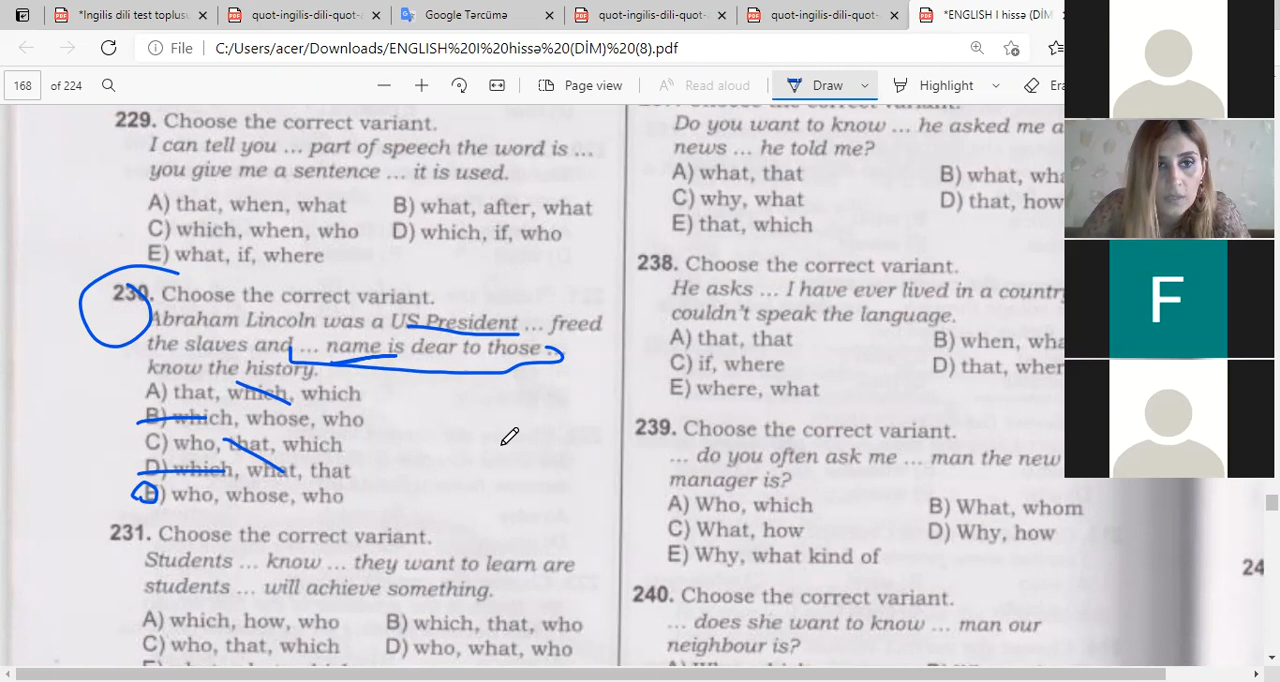 *Ingilis dili test toplusu
quot-ingilis-dili-quot-
Google Tərcümə
quot-ingilis-dili-quot-
quot-ingilis-dili-quot-
*ENGLISH I hissə (DİM
File
C:/Users/acer/Downloads/ENGLISH%20I%20hissə%20(DİM)%20(8).pdf
168 of 224
Page view
Read aloud
Draw
Highlight
Era
229. Choose the correct variant.
I can tell you ... part of speech the word is ...
you give me a sentence ... it is used.
A) that, when, what B) what, after, what
C) which, when, who D) which, if, who
E) what, if, where
230. Choose the correct variant.
Abraham Lincoln was a US President ... freed
the slaves and ... name is dear to those ...
know the history.
A) that, which, which
B) which, whose, who
C) who, that, which
D) which, what, that
E) who, whose, who
231. Choose the correct variant.
Students ... know ... they want to learn are
students ... will achieve something.
A) which, how, who B) which, that, who
C) who, that, which D) who, what, who
Do you want to know ... he asked me a
news ... he told me?
A) what, that B) what, wha
C) why, what D) that, how
E) that, which
238. Choose the correct variant.
He asks ... I have ever lived in a country
couldn't speak the language.
A) that, that B) when, wha
C) if, where D) that, when
E) where, what
239. Choose the correct variant.
... do you often ask me ... man the new
manager is?
A) Who, which B) What, whom
C) What, how D) Why, how
E) Why, what kind of
240. Choose the correct variant.
... does she want to know ... man our
neighbour is?
24
F